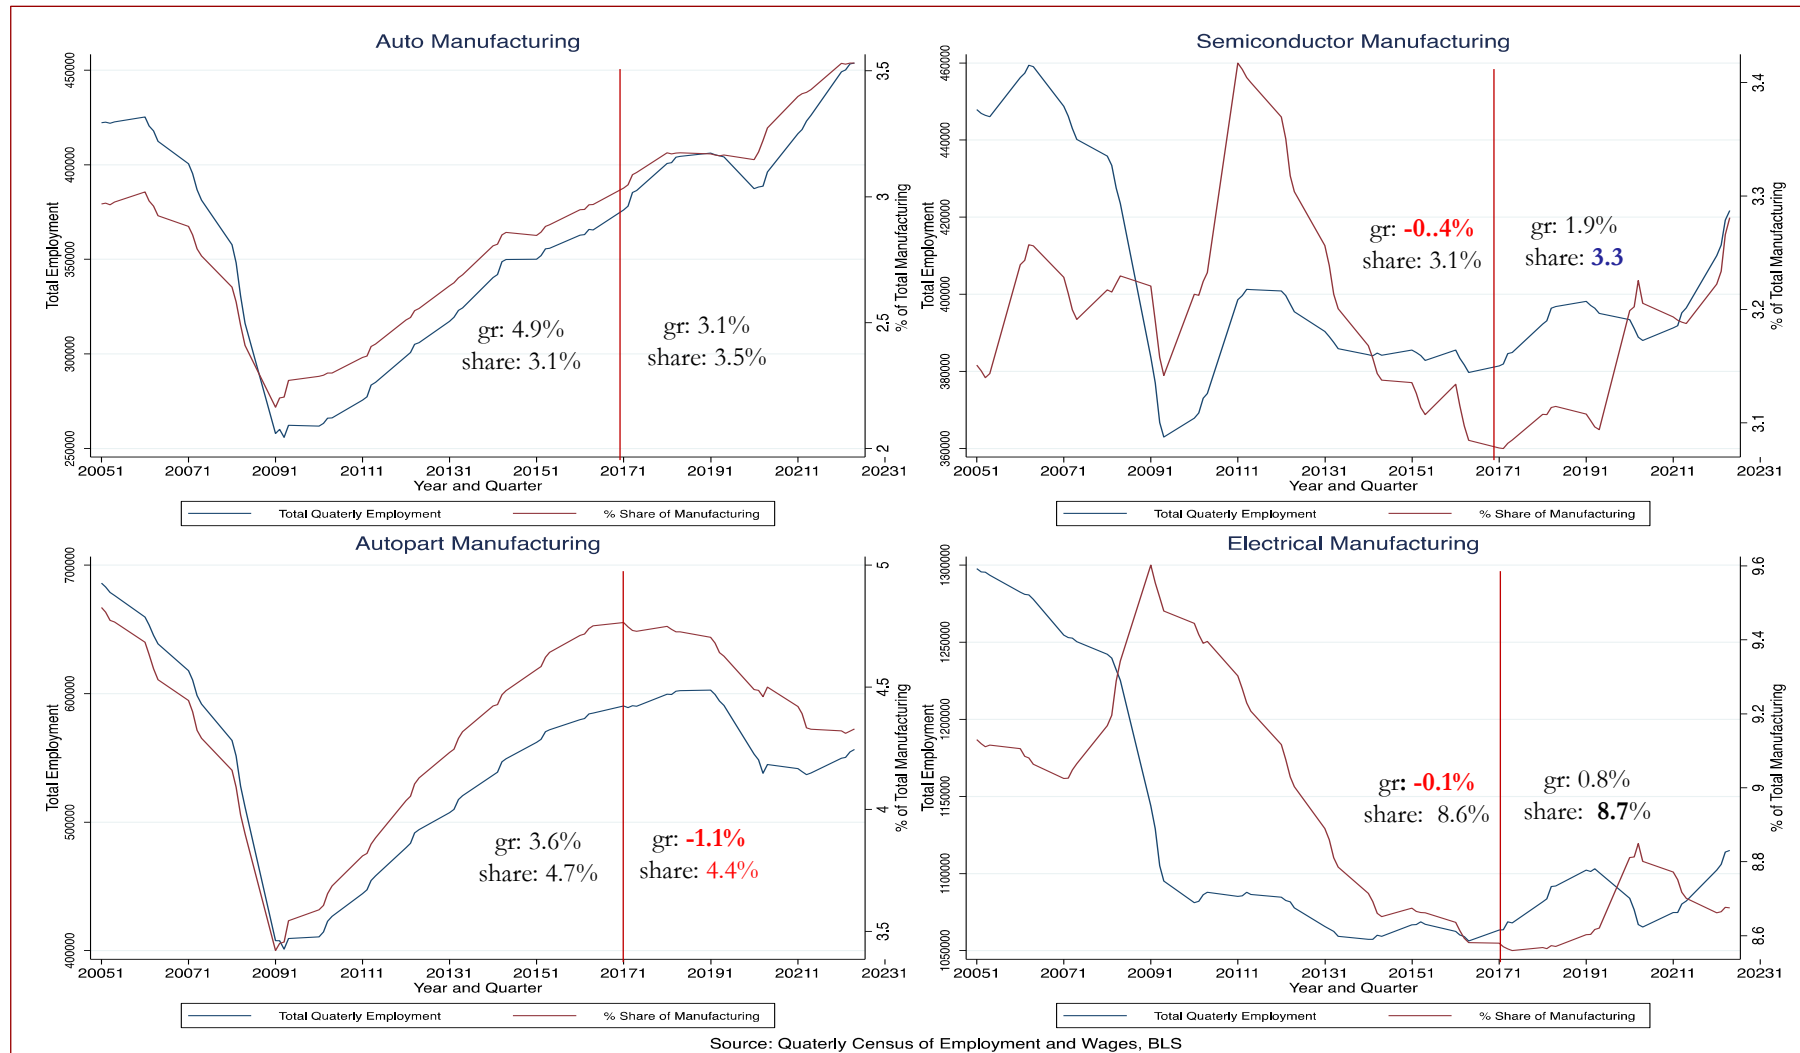 Auto Manufacturing
Total Employment
450000
400000
350000
300000
250000
% of Total Manufacturing
3.5
3
2.5
2
gr: 4.9%
share: 3.1%
gr: 3.1%
share: 3.5%
20051 20071 20091 20111 20131 20151 20171 20191 20211 20231
Year and Quarter
Total Quaterly Employment % Share of Manufacturing
Semiconductor Manufacturing
Total Employment
460000
440000
420000
400000
380000
360000
% of Total Manufacturing
3.4
3.3
3.2
3.1
gr: -0..4%
share: 3.1%
gr: 1.9%
share: 3.3
20051 20071 20091 20111 20131 20151 20171 20191 20211 20231
Year and Quarter
Total Quaterly Employment % Share of Manufacturing
Autopart Manufacturing
Total Employment
700000
600000
500000
400000
% of Total Manufacturing
5
4.5
4
3.5
gr: 3.6%
share: 4.7%
gr: -1.1%
share: 4.4%
20051 20071 20091 20111 20131 20151 20171 20191 20211 20231
Year and Quarter
Total Quaterly Employment % Share of Manufacturing
Electrical Manufacturing
Total Employment
1300000
1250000
1200000
1150000
1100000
1050000
% of Total Manufacturing
9.6
9.4
9.2
9
8.8
8.6
gr: -0.1%
share: 8.6%
gr: 0.8%
share: 8.7%
20051 20071 20091 20111 20131 20151 20171 20191 20211 20231
Year and Quarter
Total Quaterly Employment % Share of Manufacturing
Source: Quaterly Census of Employment and Wages, BLS